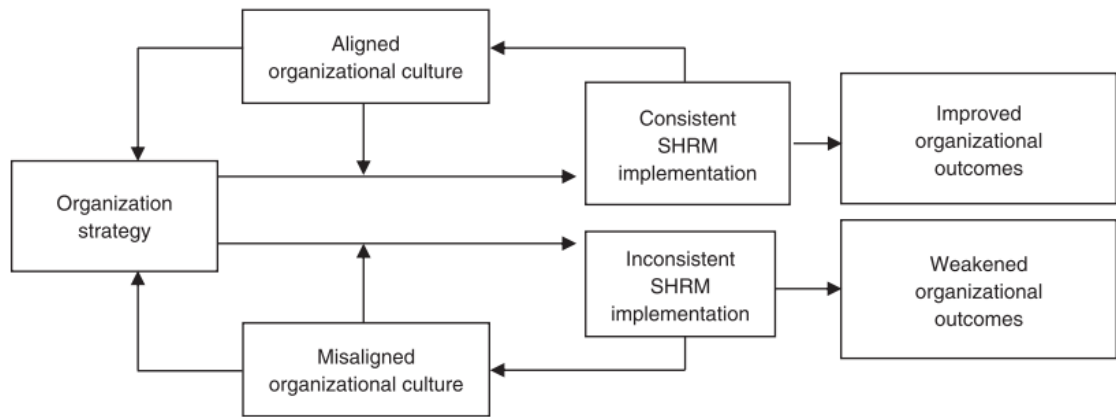 Aligned
organizational culture
Consistent
SHRM
implementation
Improved
organizational
outcomes
Organization
strategy
Inconsistent
SHRM
implementation
Weakened
organizational
outcomes
Misaligned
organizational culture